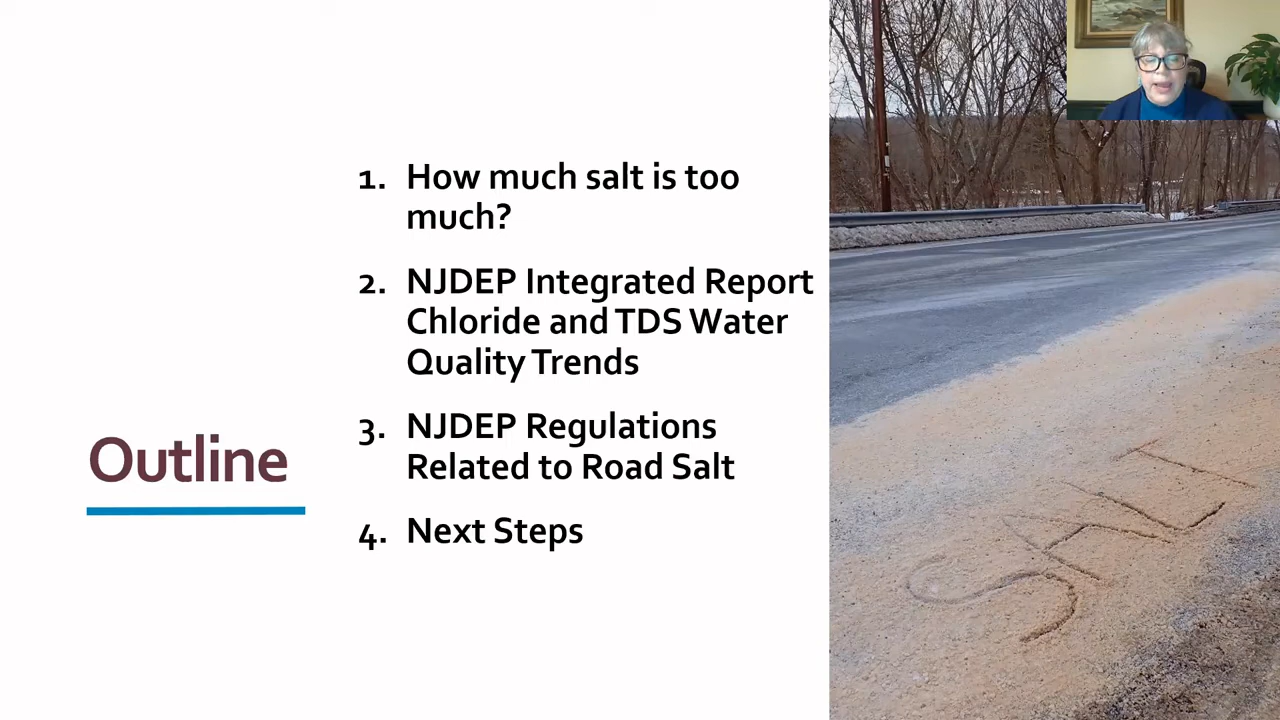 Outline
1. How much salt is too
much?
2. NJDEP Integrated Report
Chloride and TDS Water
Quality Trends
3. NJDEP Regulations
Related to Road Salt
4. Next Steps
SALT